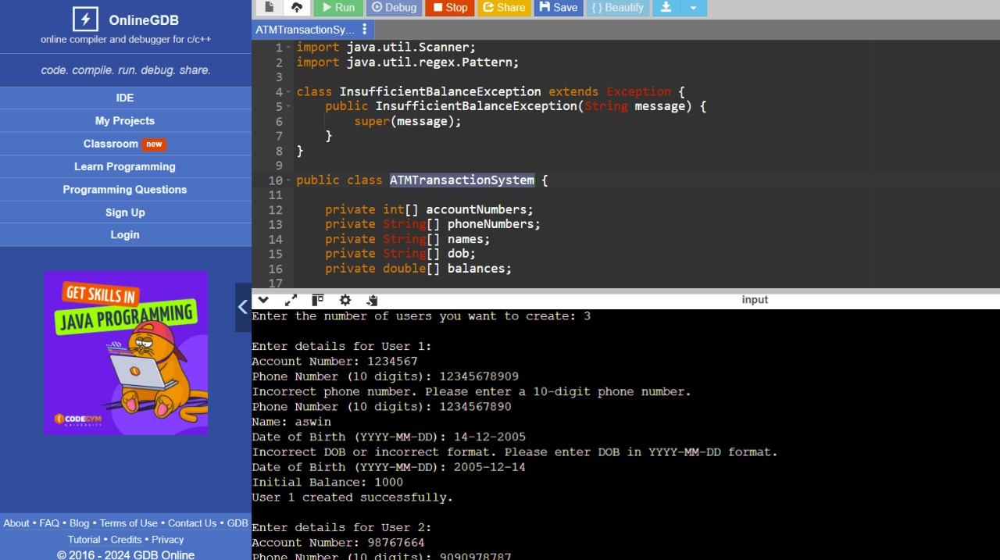 OnlineGDB
online compiler and debugger for c/c++
code. compile. run. debug. share.
IDE
My Projects
Classroom new
Learn Programming
Programming Questions
Sign Up
Login
GET SKILLS IN
JAVA PROGRAMMING
CODEGYM
UNIVERSITY
About • FAQ • Blog • Terms of Use • Contact Us • GDB
Tutorial • Credits • Privacy
© 2016 - 2024 GDB Online
Run Debug Stop Share Save { } Beautify
ATMTransactionSy...
1 import java.util.Scanner;
2 import java.util.regex.Pattern;
3
4 class InsufficientBalanceException extends Exception {
5 public InsufficientBalanceException(String message) {
6 super(message);
7 }
8 }
9
10 public class ATMTransactionSystem {
11
12 private int[] accountNumbers;
13 private String[] phoneNumbers;
14 private String[] names;
15 private String[] dob;
16 private double[] balances;
17
input
Enter the number of users you want to create: 3
Enter details for User 1:
Account Number: 1234567
Phone Number (10 digits): 12345678909
Incorrect phone number. Please enter a 10-digit phone number.
Phone Number (10 digits): 1234567890
Name: aswin
Date of Birth (YYYY-MM-DD): 14-12-2005
Incorrect DOB or incorrect format. Please enter DOB in YYYY-MM-DD format.
Date of Birth (YYYY-MM-DD): 2005-12-14
Initial Balance: 1000
User 1 created successfully.
Enter details for User 2:
Account Number: 98767664
Phone Number (10 digits): 9090978787